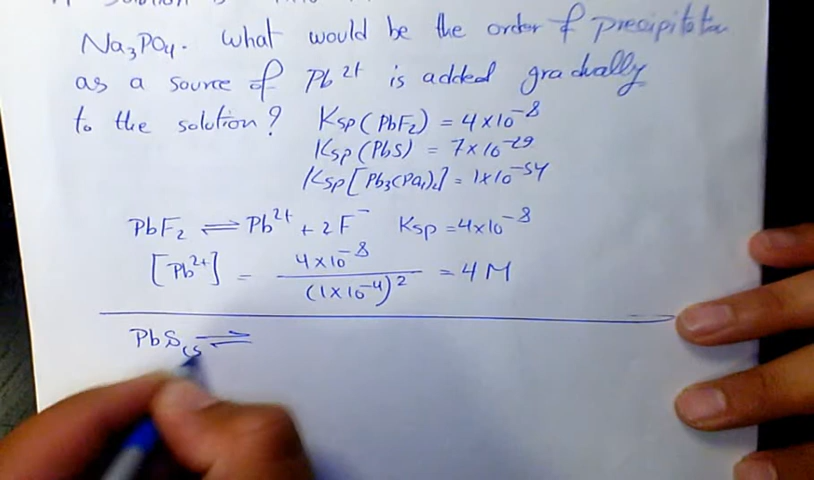 Na3PO4. What would be the order of precipitation
as a source of Pb2+ is added gradually
to the solution? Ksp(PbF2) = 4×10-8
Ksp(PbS) = 7×10-29
Ksp[Pb3(PO4)2] = 1×10-54
PbF2 ⇌ Pb2+ + 2F- Ksp = 4×10-8
[Pb2+] = 4×10-8 / (1×10-4)2 = 4 M
PbS(s ⇌